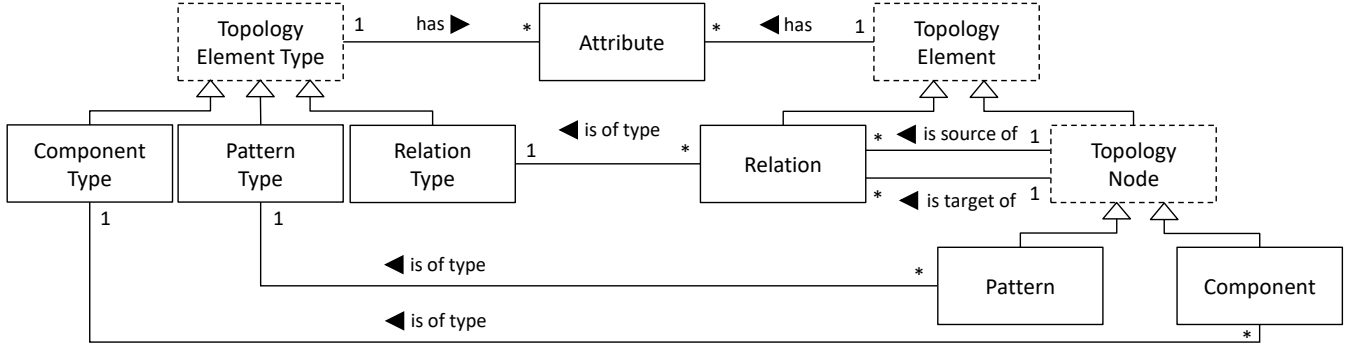 Topology
Element Type
1
has ▶
*
Attribute
*
◀ has
1
Topology
Element
Component
Type
Pattern
Type
Relation
Type
1
◀ is of type
*
Relation
*
◀ is source of
1
*
◀ is target of
1
Topology
Node
1
1
◀ is of type
*
Pattern
Component
◀ is of type
*